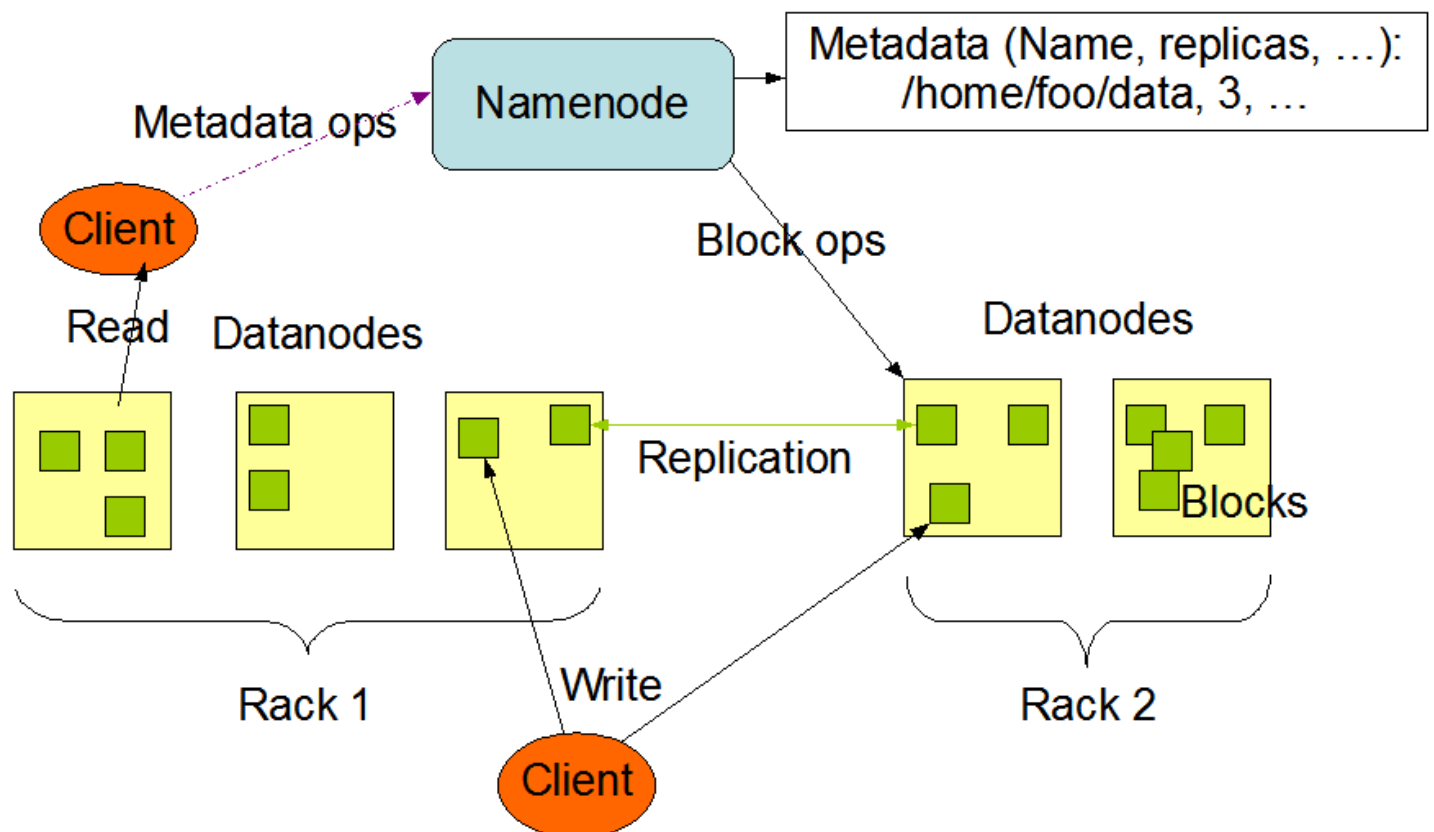 Metadata (Name, replicas, …):
/home/foo/data, 3, …
Namenode
Metadata ops
Client
Block ops
Read
Datanodes
Datanodes
Replication
Blocks
Rack 1
Write
Rack 2
Client